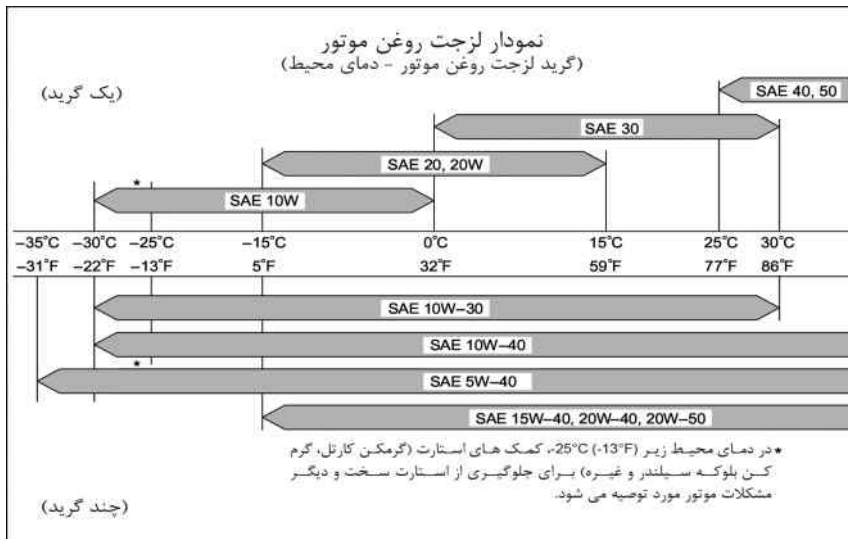 نمودار لزجت روغن موتور
(گرید لزجت روغن موتور - دمای محیط)
(یک گرید)
SAE 40, 50
SAE 30
SAE 20, 20W
*
SAE 10W
–35°C –30°C –25°C –15°C 0°C 15°C 25°C 30°C
–31°F –22°F –13°F 5°F 32°F 59°F 77°F 86°F
SAE 10W–30
SAE 10W–40
*
SAE 5W–40
SAE 15W–40, 20W–40, 20W–50
* در دمای محیط زیر -25°C (-13°F)، کمک های استارت (گرمکن کارتل، گرم
کن بلوکه سیلندر و غیره) برای جلوگیری از استارت سخت و دیگر
مشکلات موتور مورد توصیه می شود.
(چند گرید)